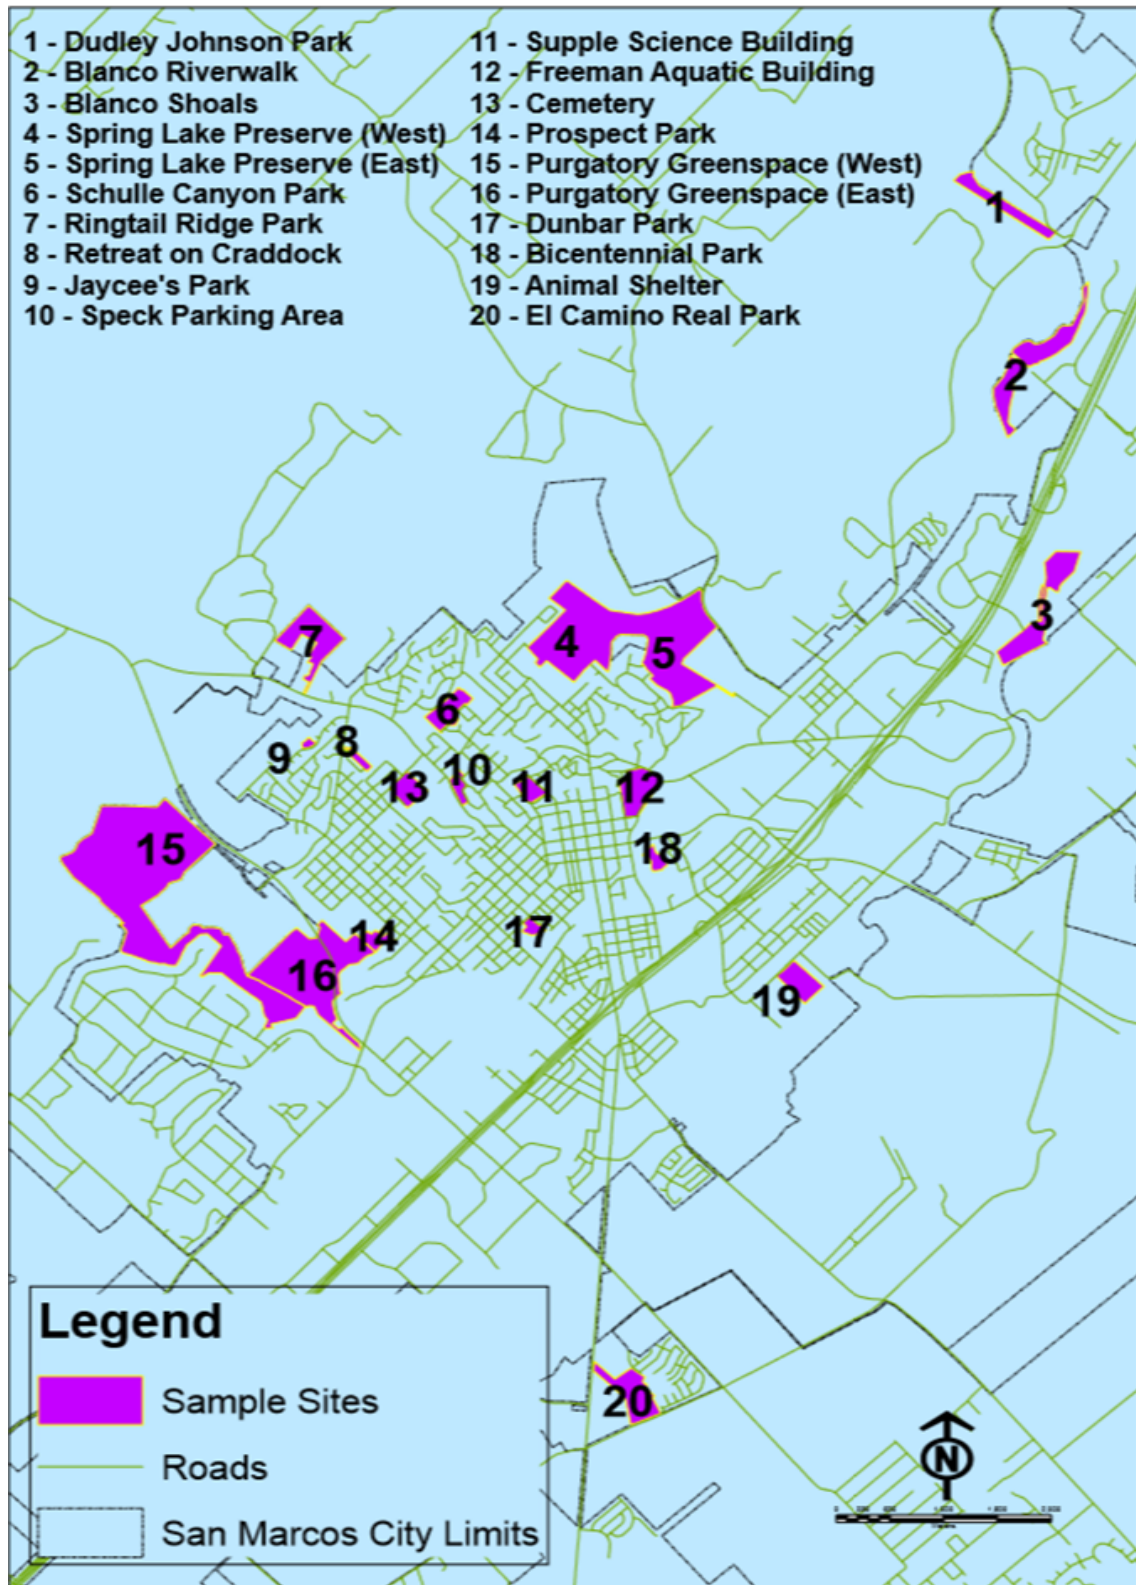 1 - Dudley Johnson Park
2 - Blanco Riverwalk
3 - Blanco Shoals
4 - Spring Lake Preserve (West)
5 - Spring Lake Preserve (East)
6 - Schulle Canyon Park
7 - Ringtail Ridge Park
8 - Retreat on Craddock
9 - Jaycee's Park
10 - Speck Parking Area
11 - Supple Science Building
12 - Freeman Aquatic Building
13 - Cemetery
14 - Prospect Park
15 - Purgatory Greenspace (West)
16 - Purgatory Greenspace (East)
17 - Dunbar Park
18 - Bicentennial Park
19 - Animal Shelter
20 - El Camino Real Park
1
2
3
4
5
7
6
8
9
10
11
12
13
15
18
14
17
16
19
20
Legend
Sample Sites
Roads
San Marcos City Limits
N